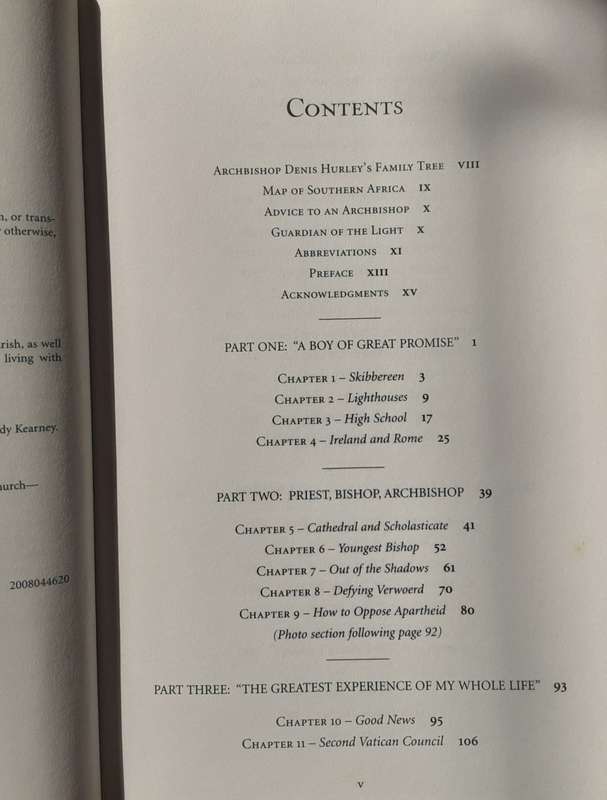 n, or trans-
otherwise,
rish, as well
living with
dy Kearney.
urch—
2008044620
Contents
Archbishop Denis Hurley's Family Tree VIII
Map of Southern Africa IX
Advice to an Archbishop X
Guardian of the Light X
Abbreviations XI
Preface XIII
Acknowledgments XV
PART ONE: “A BOY OF GREAT PROMISE” 1
Chapter 1 – Skibbereen 3
Chapter 2 – Lighthouses 9
Chapter 3 – High School 17
Chapter 4 – Ireland and Rome 25
PART TWO: PRIEST, BISHOP, ARCHBISHOP 39
Chapter 5 – Cathedral and Scholasticate 41
Chapter 6 – Youngest Bishop 52
Chapter 7 – Out of the Shadows 61
Chapter 8 – Defying Verwoerd 70
Chapter 9 – How to Oppose Apartheid 80
(Photo section following page 92)
PART THREE: “THE GREATEST EXPERIENCE OF MY WHOLE LIFE” 93
Chapter 10 – Good News 95
Chapter 11 – Second Vatican Council 106
v